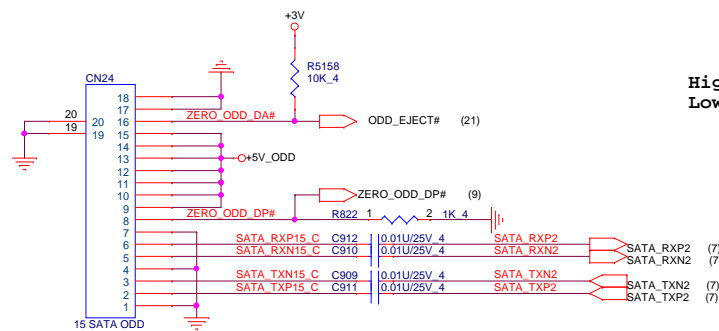 +3V
R5158
10K_4
CN24
Hig
Low
18
17
20 20 16 ZERO_ODD_DA# ODD_EJECT# (21)
19 19 15
14
13 +5V_ODD
12
11
10
9 ZERO_ODD_DP# (9)
8 ZERO_ODD_DP# R822 1 2 1K_4
7
6 SATA_RXP15_C C912 0.01U/25V_4 SATA_RXP2 SATA_RXP2 (7)
5 SATA_RXN15_C C910 0.01U/25V_4 SATA_RXN2 SATA_RXN2 (7
4
3 SATA_TXN15_C C909 0.01U/25V_4 SATA_TXN2 SATA_TXN2 (7)
2 SATA_TXP15_C C911 0.01U/25V_4 SATA_TXP2 SATA_TXP2 (7)
1
15 SATA ODD